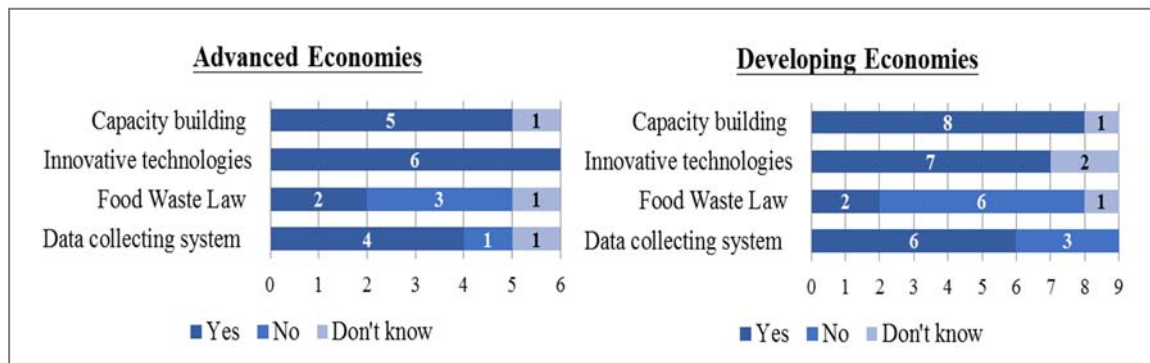 Advanced Economies
Capacity building 5 1
Innovative technologies 6
Food Waste Law 2 3 1
Data collecting system 4 1 1
0 1 2 3 4 5 6
Yes No Don't know
Developing Economies
Capacity building 8 1
Innovative technologies 7 2
Food Waste Law 2 6 1
Data collecting system 6 3
0 1 2 3 4 5 6 7 8 9
Yes No Don't know